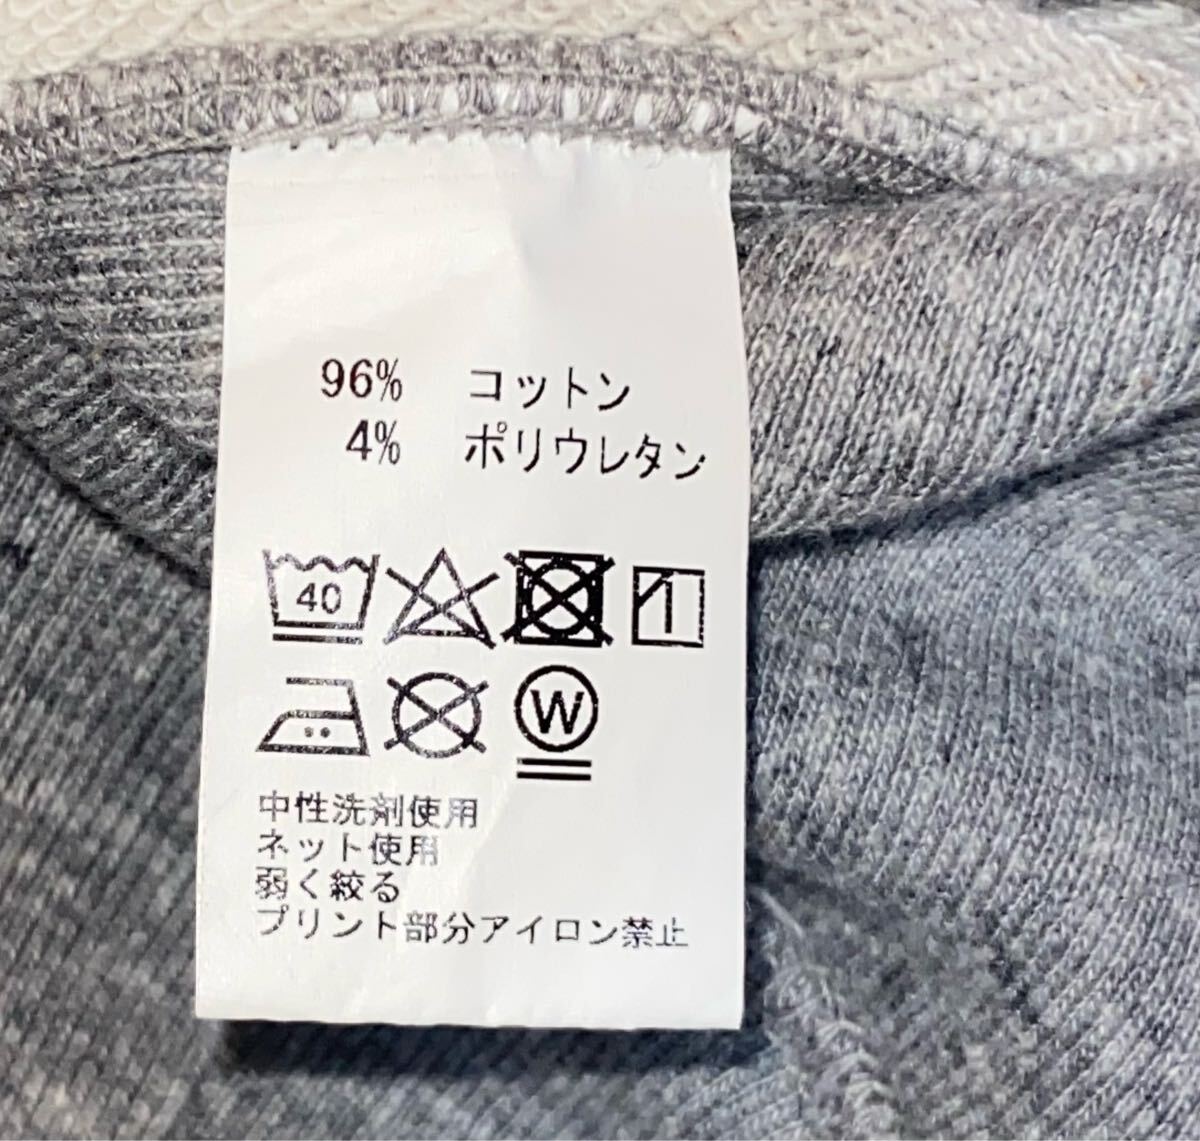 96% コットン
4% ポリウレタン
40
W
中性洗剤使用
ネット使用
弱く絞る
プリント部分アイロン禁止